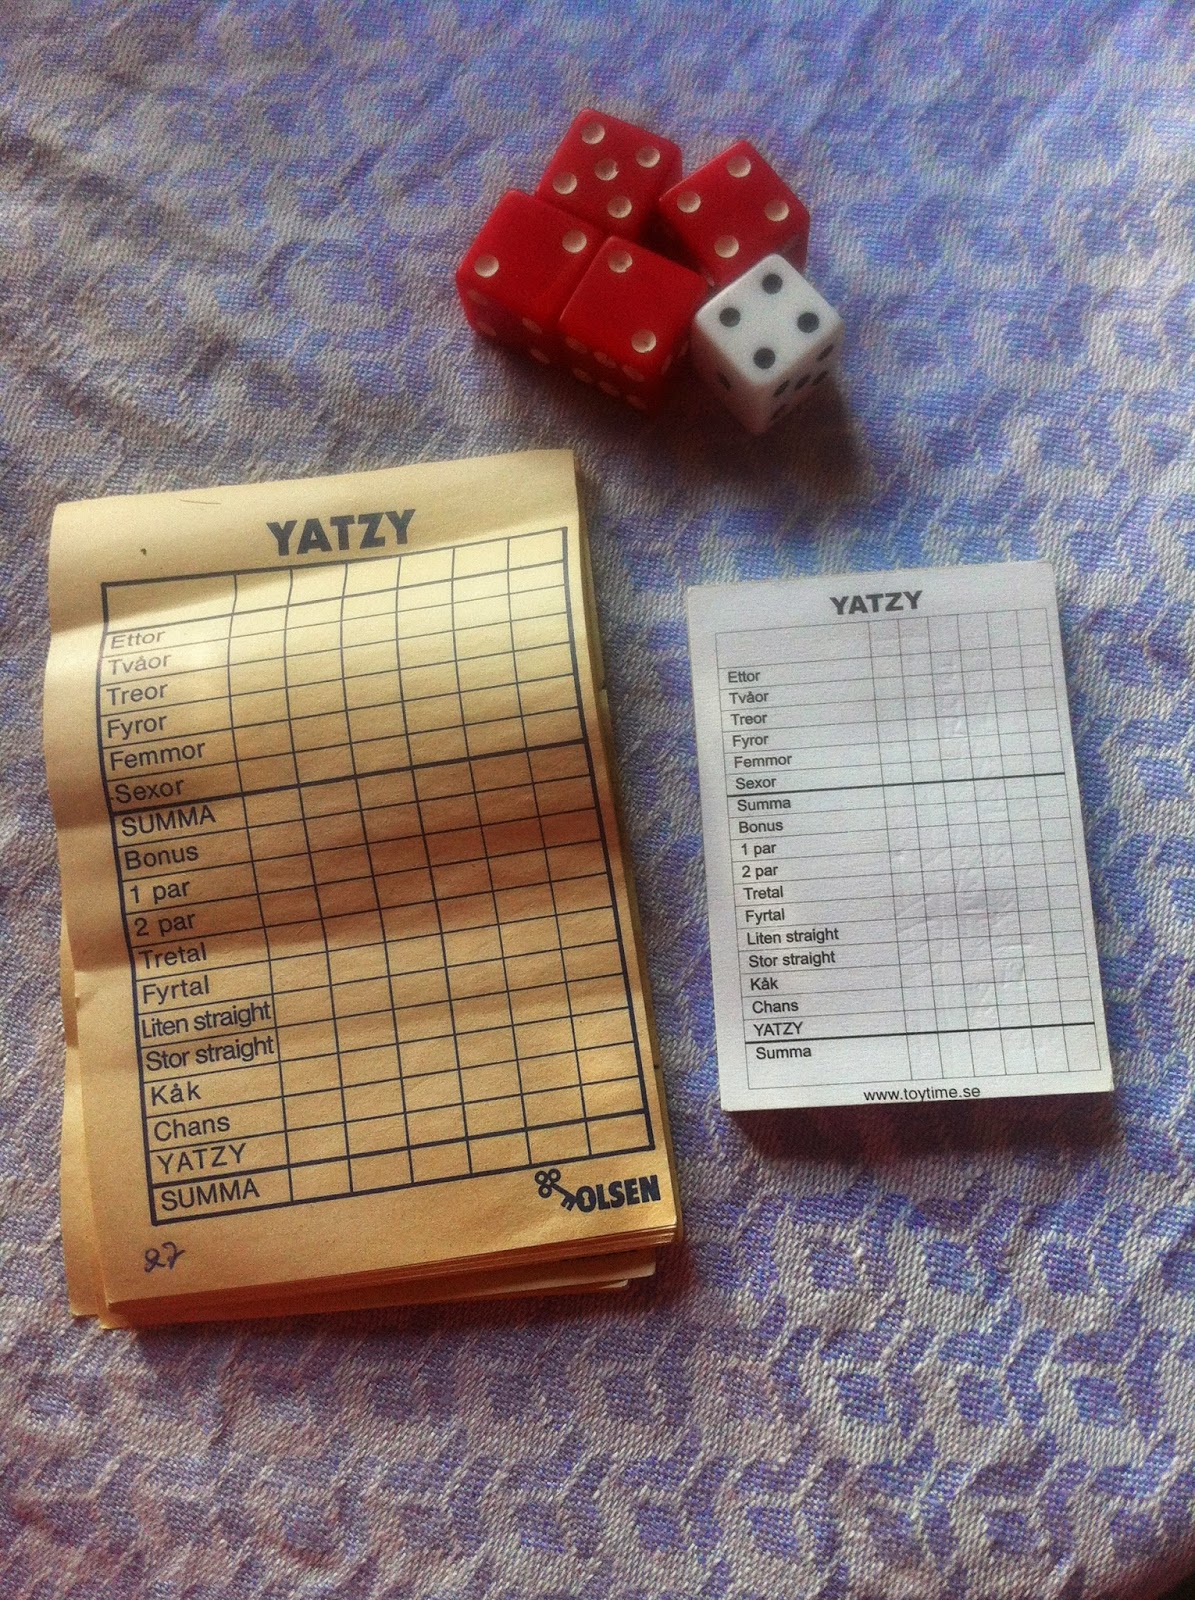 YATZY
Ettor
Tvåor
Treor
Fyror
Femmor
Sexor
SUMMA
Bonus
1 par
2 par
Tretal
Fyrtal
Liten straight
Stor straight
Kåk
Chans
YATZY
SUMMA
OLSEN
27
YATZY
Ettor
Tvåor
Treor
Fyror
Femmor
Sexor
Summa
Bonus
1 par
2 par
Tretal
Fyrtal
Liten straight
Stor straight
Kåk
Chans
YATZY
Summa
www.toytime.se